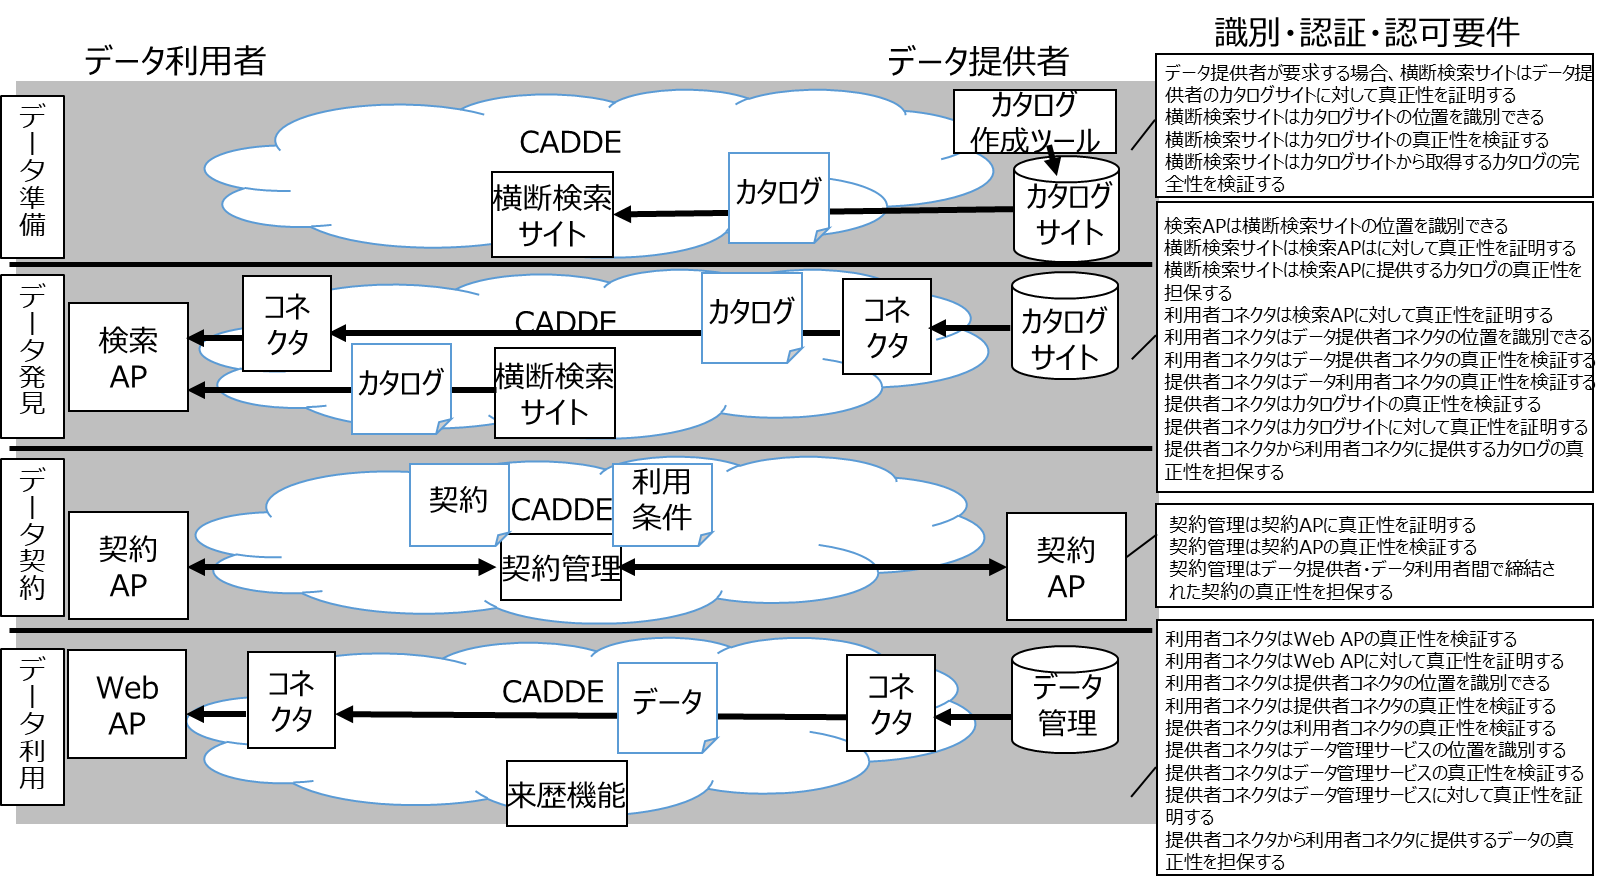 識別・認証・認可要件
データ利用者
データ提供者
データ準備
CADDE
カタログ
作成ツール
横断検索
サイト
カタログ
カタログ
サイト
データ提供者が要求する場合、横断検索サイトはデータ提
供者のカタログサイトに対して真正性を証明する
横断検索サイトはカタログサイトの位置を識別できる
横断検索サイトはカタログサイトの真正性を検証する
横断検索サイトはカタログサイトから取得するカタログの完
全性を検証する
データ発見
検索
AP
コネ
クタ
CADDE
カタログ
コネ
クタ
カタログ
サイト
カタログ
横断検索
サイト
検索APは横断検索サイトの位置を識別できる
横断検索サイトは検索APはに対して真正性を証明する
横断検索サイトは検索APに提供するカタログの真正性を
担保する
利用者コネクタは検索APに対して真正性を証明する
利用者コネクタはデータ提供者コネクタの位置を識別できる
利用者コネクタはデータ提供者コネクタの真正性を検証する
提供者コネクタはデータ利用者コネクタの真正性を検証する
提供者コネクタはカタログサイトの真正性を検証する
提供者コネクタはカタログサイトに対して真正性を証明する
提供者コネクタから利用者コネクタに提供するカタログの真
正性を担保する
データ契約
契約
AP
契約
CADDE
利用
条件
契約管理
契約
AP
契約管理は契約APに真正性を証明する
契約管理は契約APの真正性を検証する
契約管理はデータ提供者・データ利用者間で締結さ
れた契約の真正性を担保する
データ利用
Web
AP
コネ
クタ
CADDE
データ
コネ
クタ
データ
管理
来歴機能
利用者コネクタはWeb APの真正性を検証する
利用者コネクタはWeb APに対して真正性を証明する
利用者コネクタは提供者コネクタの位置を識別できる
利用者コネクタは提供者コネクタの真正性を検証する
提供者コネクタは利用者コネクタの真正性を検証する
提供者コネクタはデータ管理サービスの位置を識別する
提供者コネクタはデータ管理サービスの真正性を検証する
提供者コネクタはデータ管理サービスに対して真正性を証
明する
提供者コネクタから利用者コネクタに提供するデータの真
正性を担保する